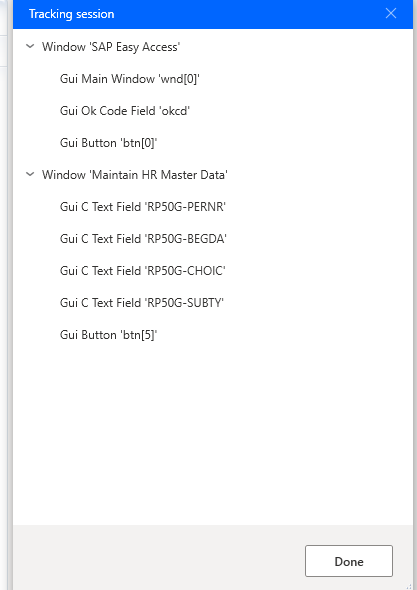 Tracking session
Window 'SAP Easy Access'
Gui Main Window 'wnd[0]'
Gui Ok Code Field 'okcd'
Gui Button 'btn[0]'
Window 'Maintain HR Master Data'
Gui C Text Field 'RP50G-PERNR'
Gui C Text Field 'RP50G-BEGDA'
Gui C Text Field 'RP50G-CHOIC'
Gui C Text Field 'RP50G-SUBTY'
Gui Button 'btn[5]'
Done